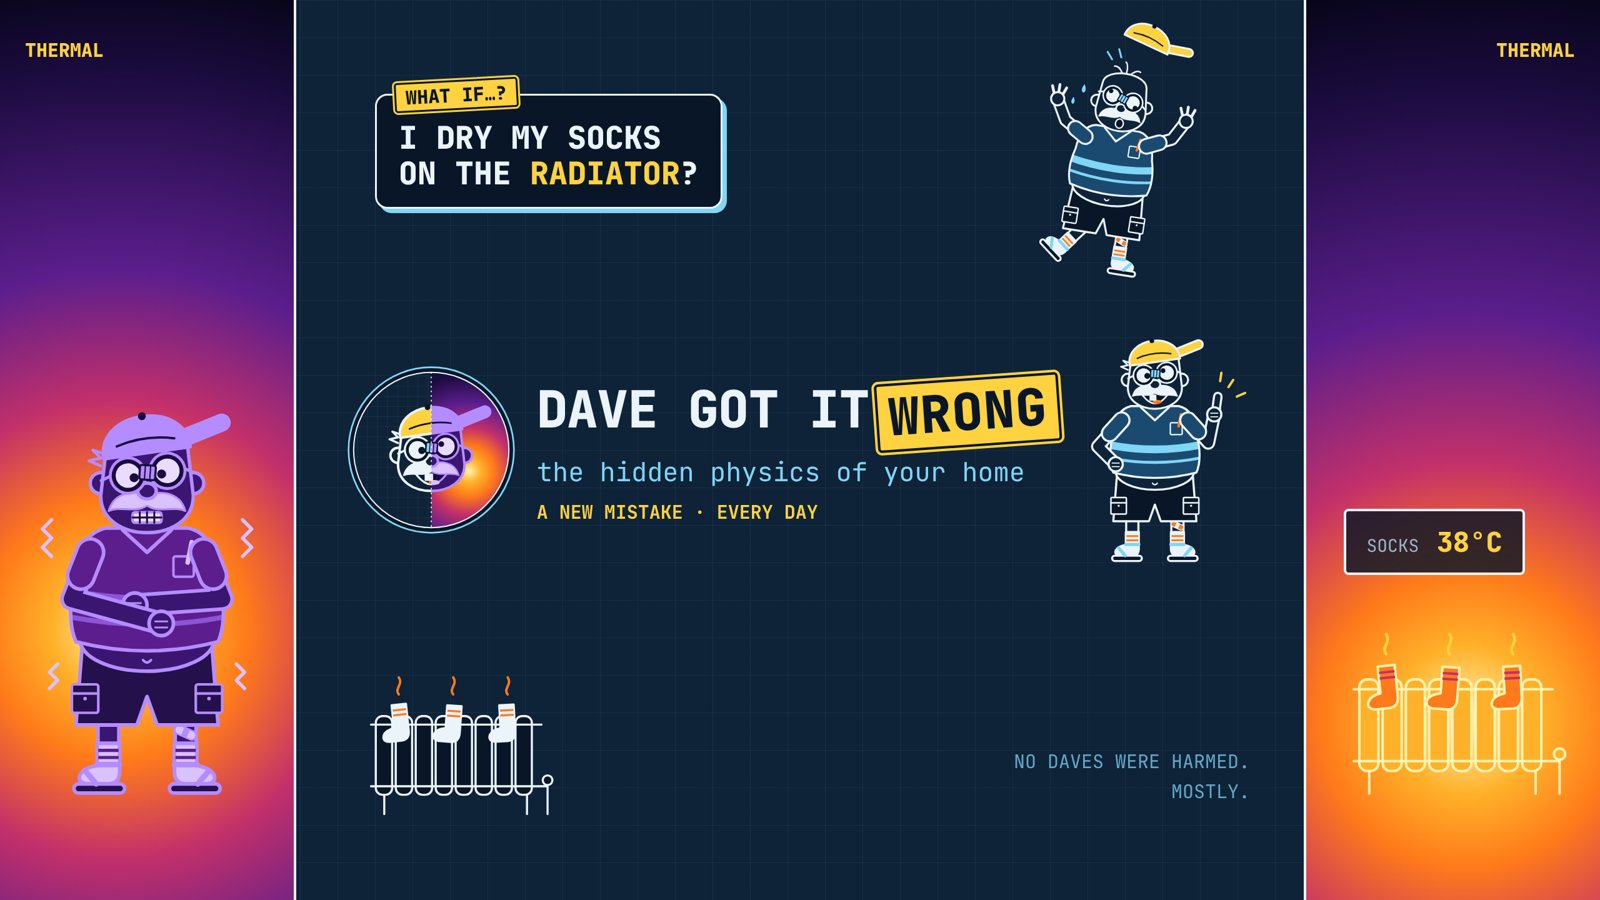 THERMAL
THERMAL
WHAT IF…?
I DRY MY SOCKS
ON THE RADIATOR?
DAVE GOT IT WRONG
the hidden physics of your home
A NEW MISTAKE · EVERY DAY
SOCKS 38°C
NO DAVES WERE HARMED.
MOSTLY.